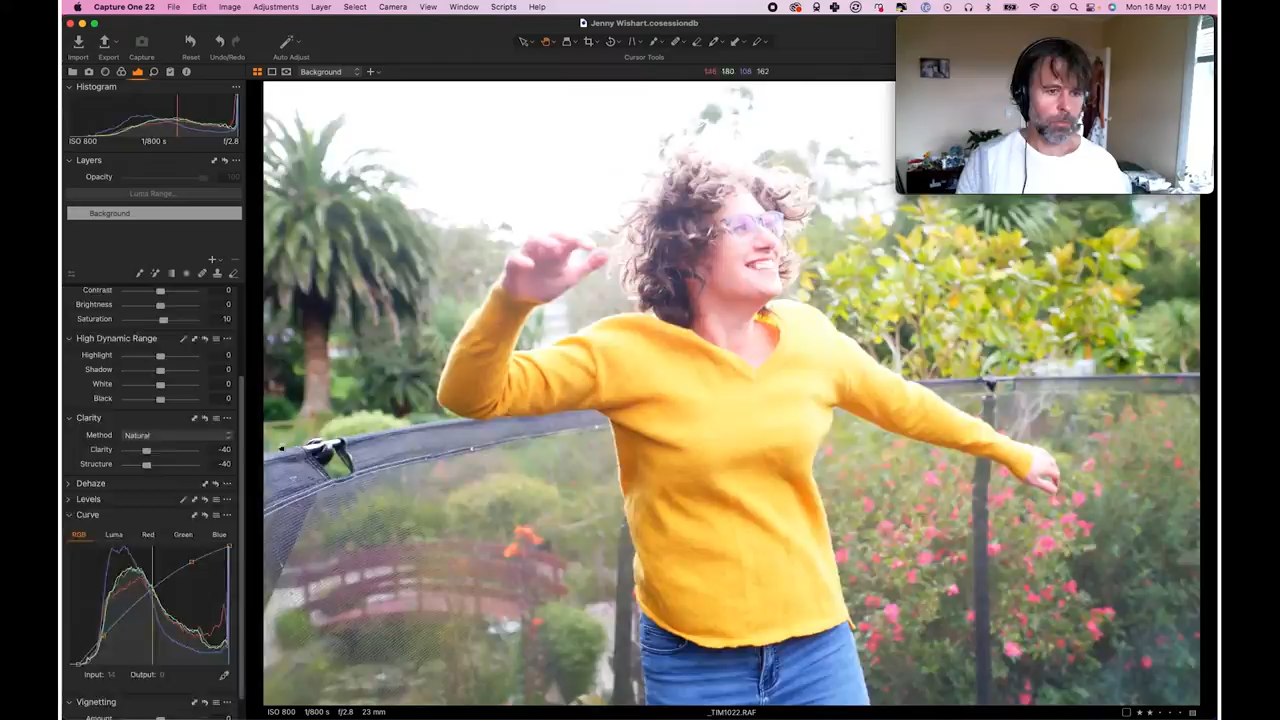 Capture One 22 File Edit Image Adjustments Layer Select Camera View Window Scripts Help
Mon 16 May 1:01 PM
Jenny Wishart.cosessiondb
Import Export Capture Reset Undo/Redo Auto Adjust Cursor Tools
Background
146 180 108 162
Histogram
ISO 800 1/800 s f/2.8
Layers
Opacity 100
Luma Range...
Background
Contrast 0
Brightness 0
Saturation 10
High Dynamic Range
Highlight 0
Shadow 0
White 0
Black 0
Clarity
Method Natural
Clarity -40
Structure -40
Dehaze
Levels
Curve
RGB Luma Red Green Blue
Input: 14 Output: 0
Vignetting
Amount
ISO 800 1/800 s f/2.8 23 mm
_TIM1022.RAF